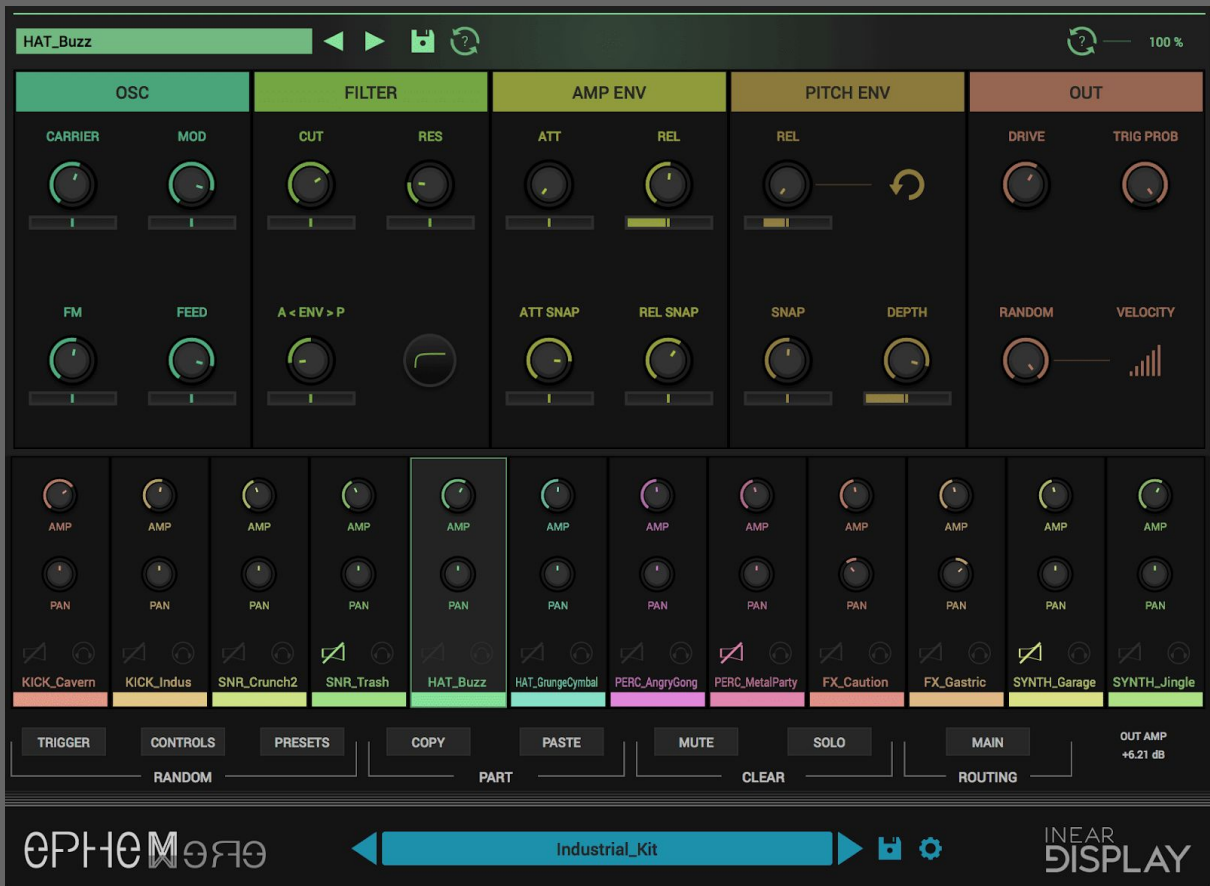 HAT_Buzz
?
? 100 %
OSC FILTER AMP ENV PITCH ENV OUT
CARRIER MOD CUT RES ATT REL REL DRIVE TRIG PROB
FM FEED A < ENV > P ATT SNAP REL SNAP SNAP DEPTH RANDOM VELOCITY
AMP AMP AMP AMP AMP AMP AMP AMP AMP AMP AMP AMP
PAN PAN PAN PAN PAN PAN PAN PAN PAN PAN PAN PAN
KICK_Cavern KICK_Indus SNR_Crunch2 SNR_Trash HAT_Buzz HAT_GrungeCymbal PERC_AngryGong PERC_MetalParty FX_Caution FX_Gastric SYNTH_Garage SYNTH_Jingle
TRIGGER CONTROLS PRESETS COPY PASTE MUTE SOLO MAIN OUT AMP
+6.21 dB
RANDOM PART CLEAR ROUTING
ePHEMere
Industrial_Kit
INEAR
DISPLAY